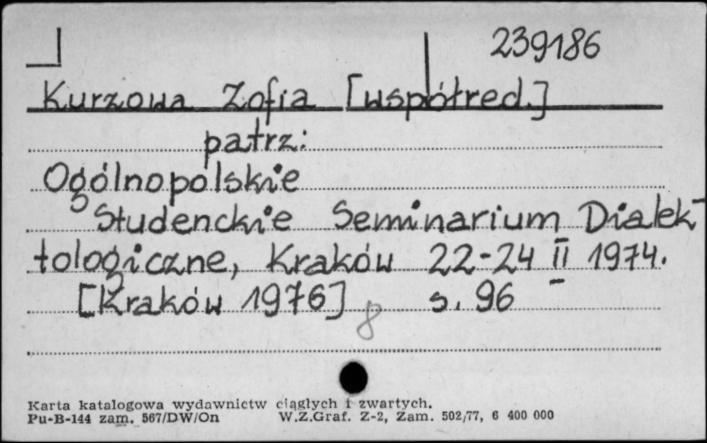 239186
Kurzowa Zofia [współred.]
patrz:
Ogólnopolskie
Studenckie Seminarium Dialek-
tologiczne, Kraków 22-24 II 1974.
[Kraków 1976] s. 96
8
Karta katalogowa wydawnictw ciągłych i zwartych.
Pu-B-144 zam. 567/DW/On W.Z.Graf. Z-2, Zam. 502/77, 6 400 000